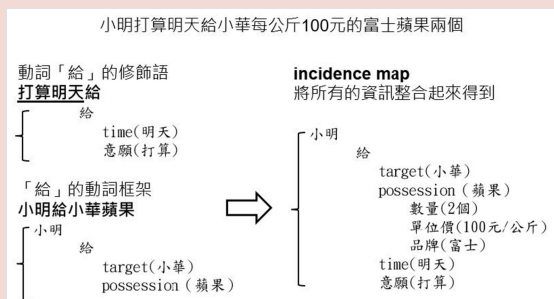 小明打算明天給小華每公斤100元的富士蘋果兩個
動詞「給」的修飾語
打算明天給
給
time(明天)
意願(打算)
「給」的動詞框架
小明給小華蘋果
小明
給
target(小華)
possession（蘋果）
incidence map
將所有的資訊整合起來得到
小明
給
target(小華)
possession（蘋果）
數量(2個)
單位價(100元/公斤)
品牌(富士)
time(明天)
意願(打算)